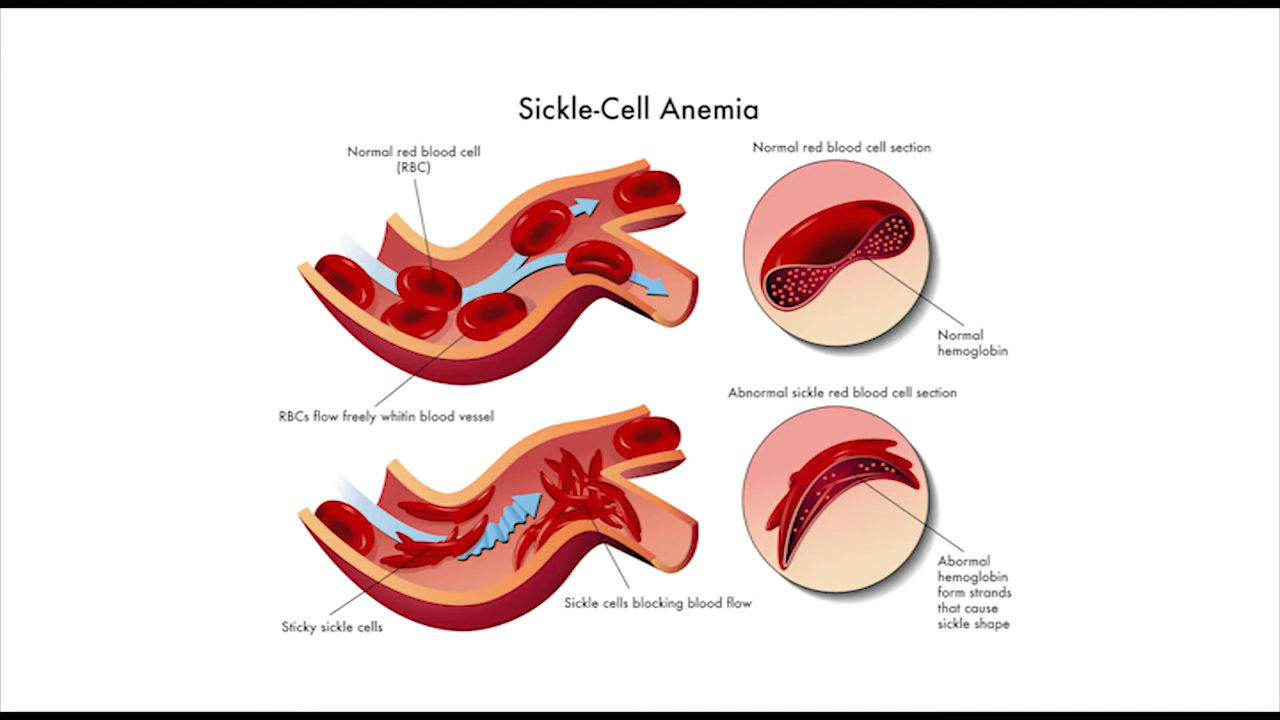 Sickle-Cell Anemia
Normal red blood cell
(RBC)
Normal red blood cell section
Normal
hemoglobin
RBCs flow freely whitin blood vessel
Abnormal sickle red blood cell section
Abormal
hemoglobin
form strands
that cause
sickle shape
Sickle cells blocking blood flow
Sticky sickle cells